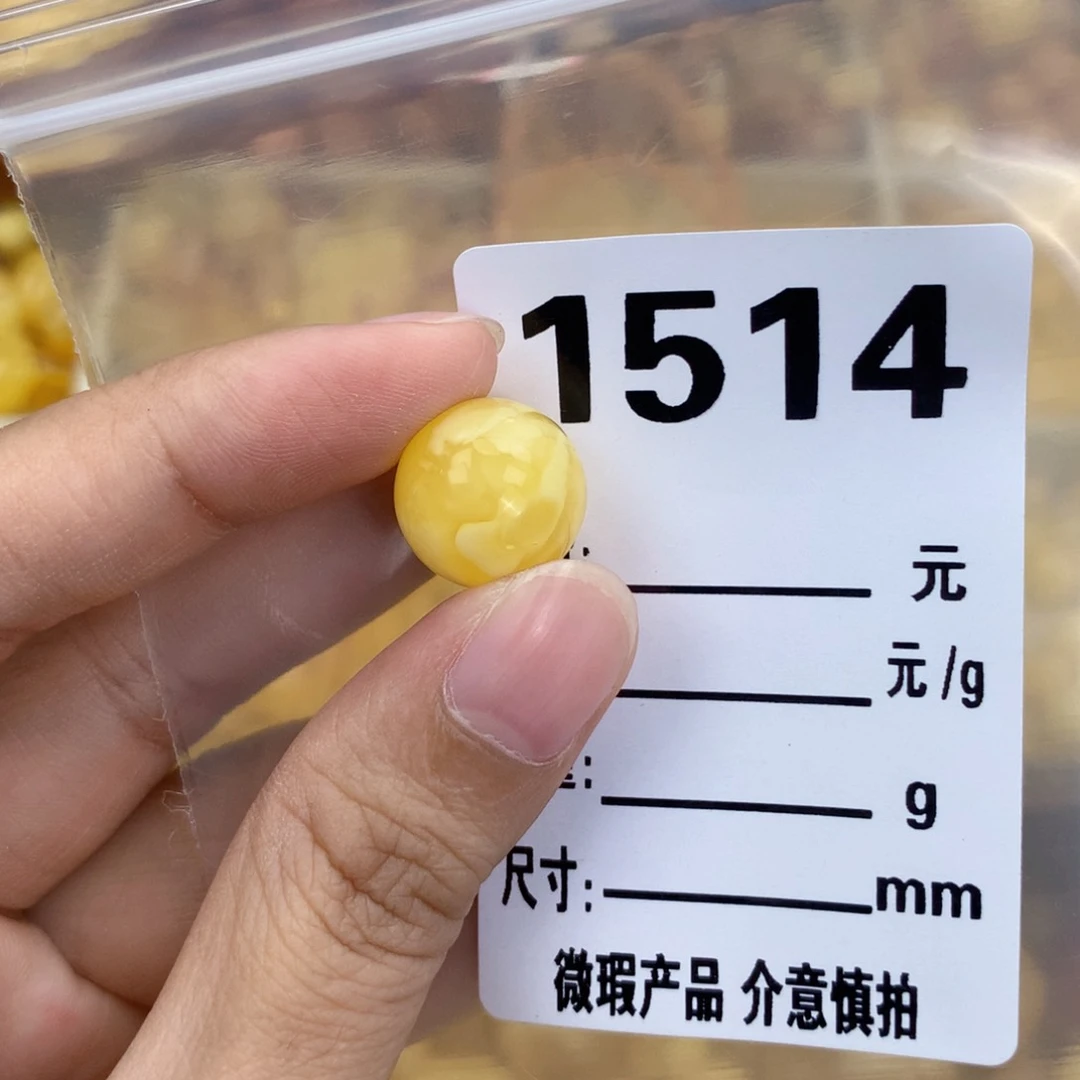 1514
元
元/g
g
尺寸: mm
微瑕产品 介意慎拍